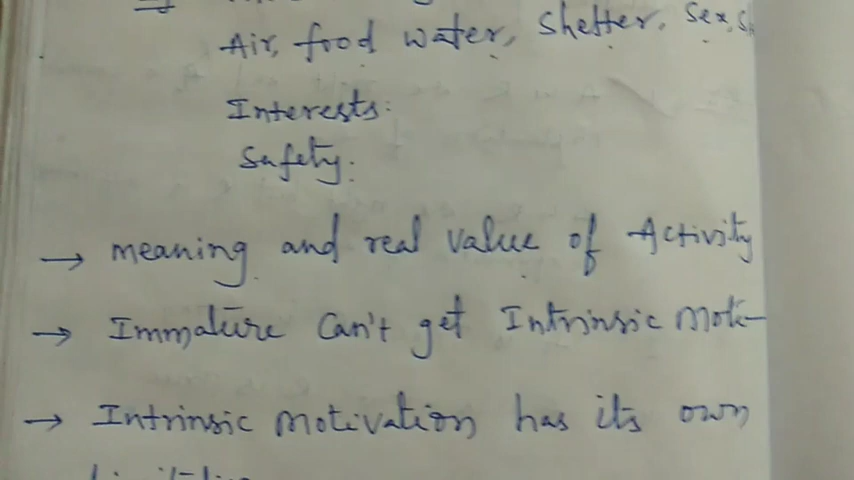 Air, food water, Shelter, Sex,
Interests:
Safety:
→ meaning and real value of Activity
→ Immature Can't get Intrinsic Moti-
→ Intrinsic motivation has its own